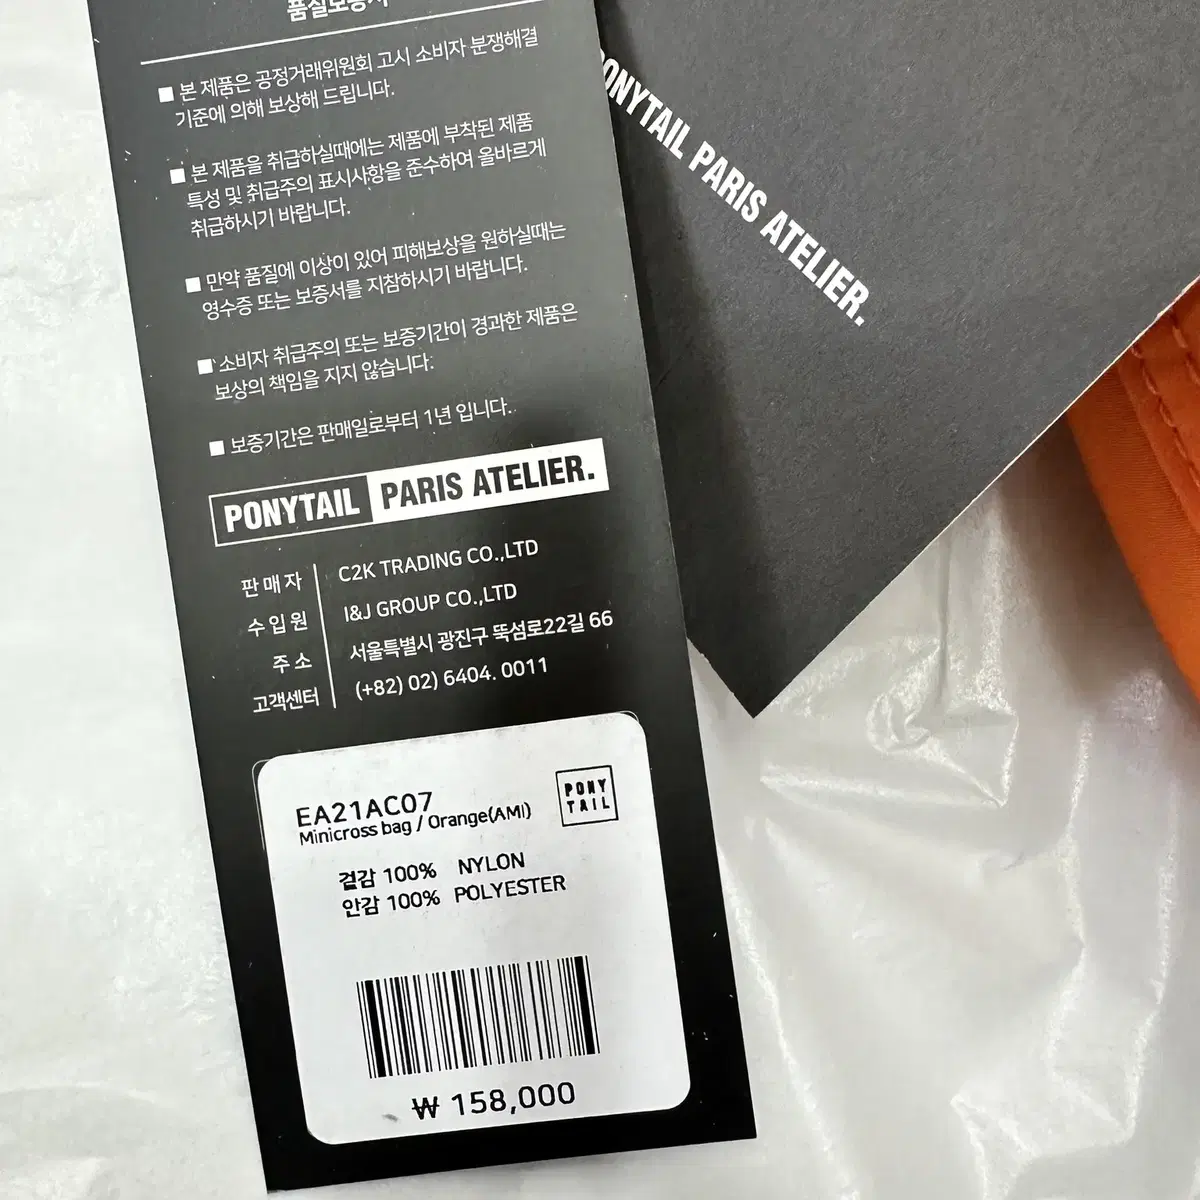 품질보증서
■ 본 제품은 공정거래위원회 고시 소비자 분쟁해결
기준에 의해 보상해 드립니다.
■ 본 제품을 취급하실때에는 제품에 부착된 제품
특성 및 취급주의 표시사항을 준수하여 올바르게
취급하시기 바랍니다.
■ 만약 품질에 이상이 있어 피해보상을 원하실때는
영수증 또는 보증서를 지참하시기 바랍니다.
■ 소비자 취급주의 또는 보증기간이 경과한 제품은
보상의 책임을 지지 않습니다.
■ 보증기간은 판매일로부터 1년 입니다.
PONYTAIL PARIS ATELIER.
판매자 C2K TRADING CO.,LTD
수입원 I&J GROUP CO.,LTD
주소 서울특별시 광진구 뚝섬로22길 66
고객센터 (+82) 02) 6404. 0011
EA21AC07
Minicross bag / Orange(AMI)
PONY
TAIL
겉감 100% NYLON
안감 100% POLYESTER
₩ 158,000
PONYTAIL PARIS ATELIER.